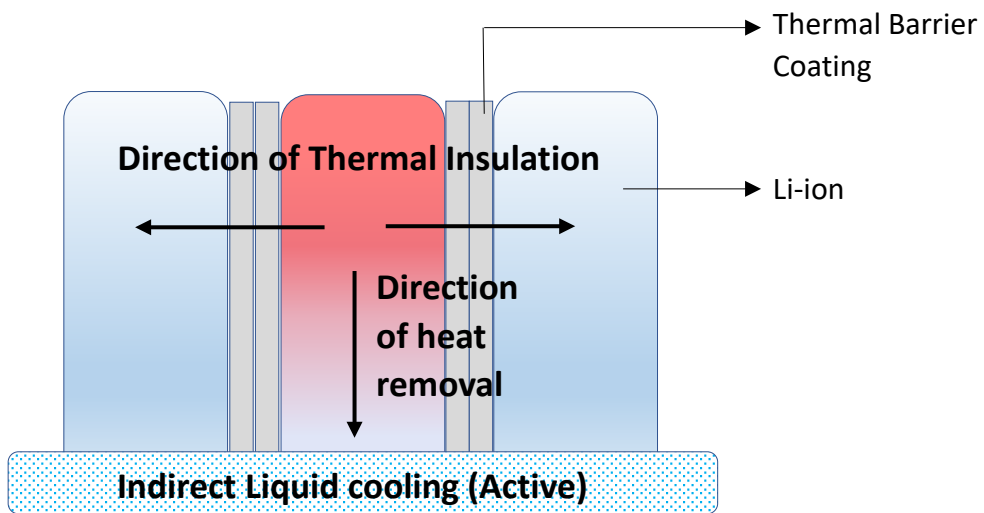 Thermal Barrier
Coating
Direction of Thermal Insulation
Li-ion
Direction
of heat
removal
Indirect Liquid cooling (Active)